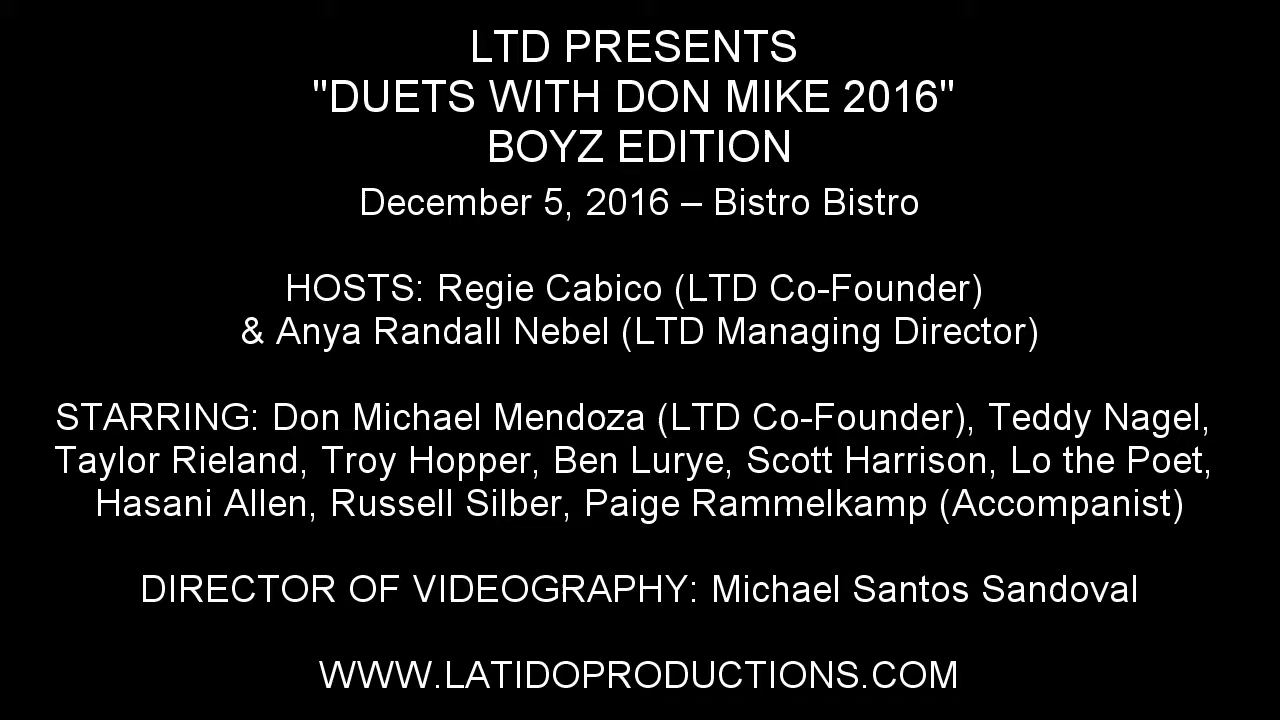 LTD PRESENTS
"DUETS WITH DON MIKE 2016"
BOYZ EDITION
December 5, 2016 – Bistro Bistro
HOSTS: Regie Cabico (LTD Co-Founder)
& Anya Randall Nebel (LTD Managing Director)
STARRING: Don Michael Mendoza (LTD Co-Founder), Teddy Nagel,
Taylor Rieland, Troy Hopper, Ben Lurye, Scott Harrison, Lo the Poet,
Hasani Allen, Russell Silber, Paige Rammelkamp (Accompanist)
DIRECTOR OF VIDEOGRAPHY: Michael Santos Sandoval
WWW.LATIDOPRODUCTIONS.COM